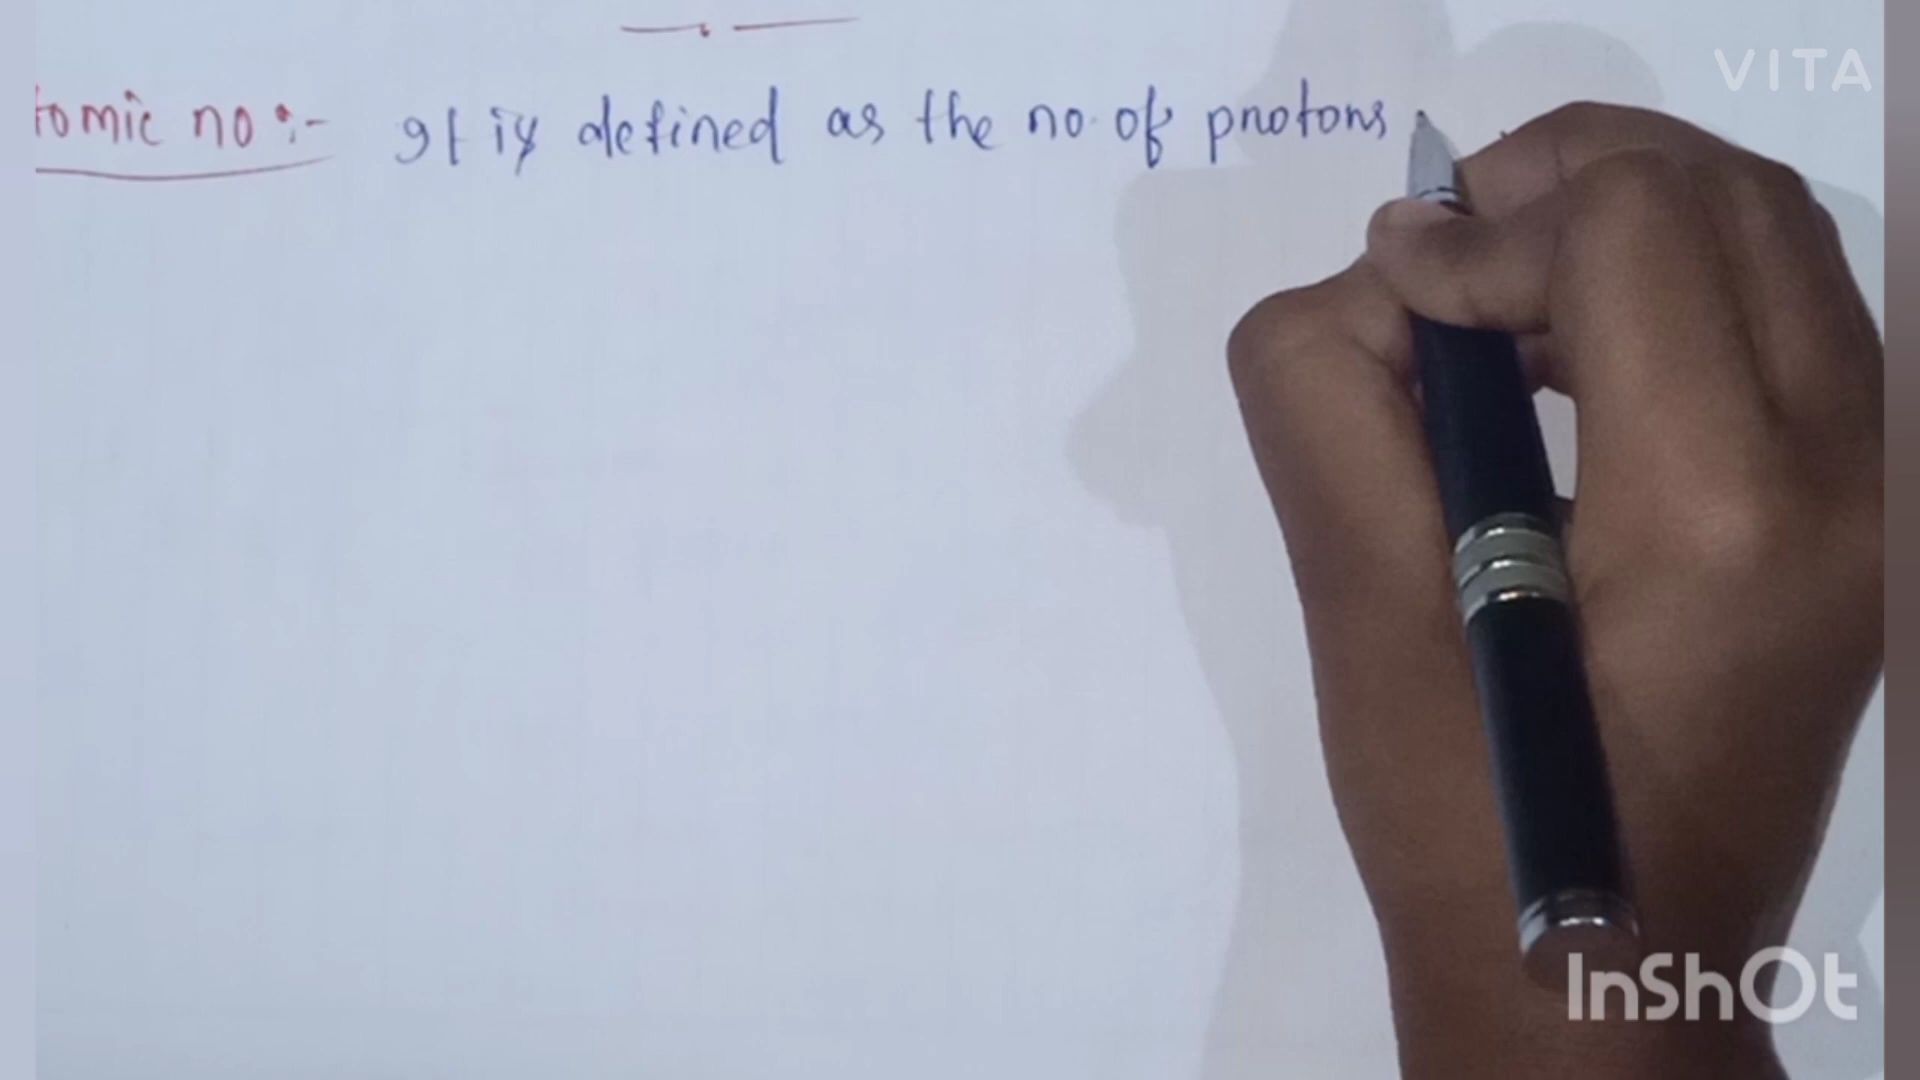 VITA
tomic no :- It is defined as the no. of protons
InShOt